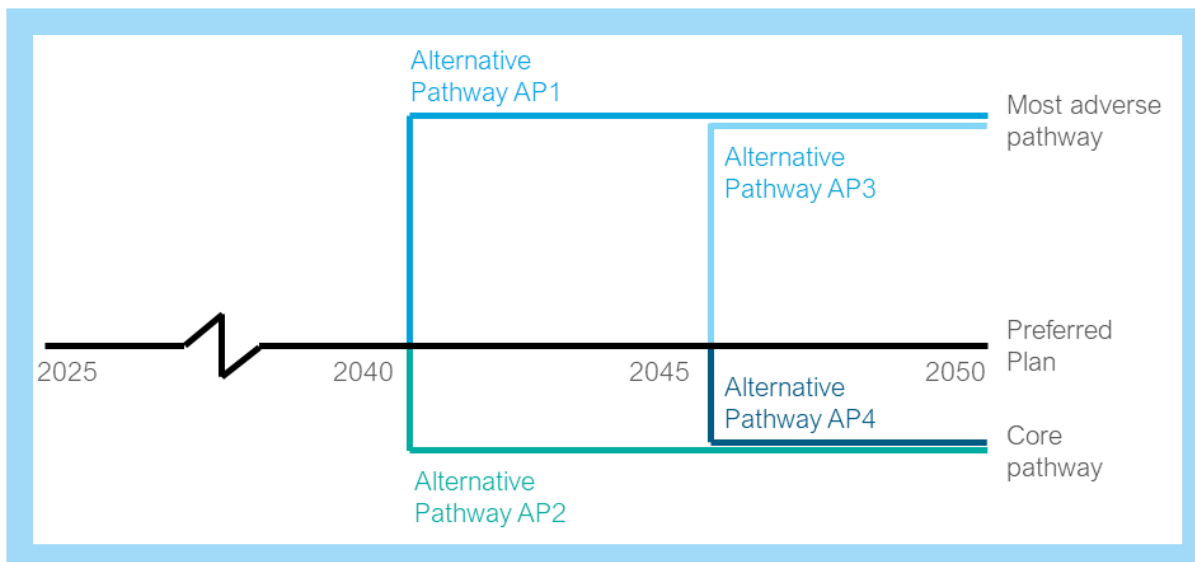 Alternative
Pathway AP1
Most adverse
pathway
Alternative
Pathway AP3
Preferred
Plan
2025
2040
2045
2050
Alternative
Pathway AP4
Core
pathway
Alternative
Pathway AP2